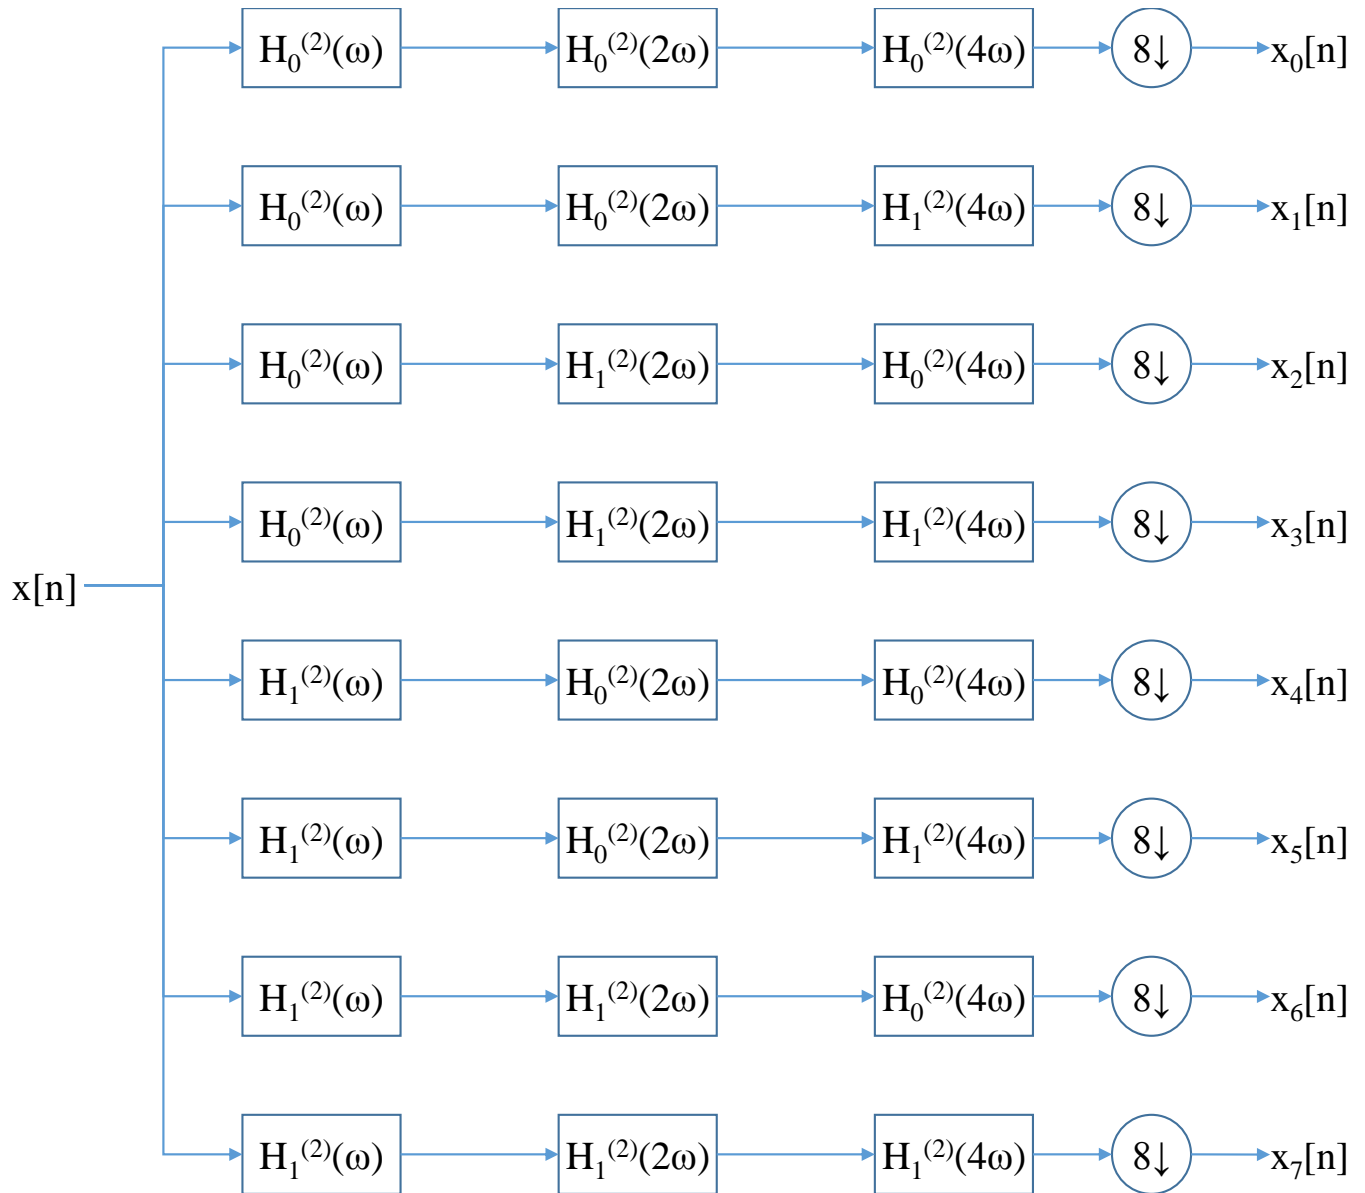 H₀⁽²⁾(ω) H₀⁽²⁾(2ω) H₀⁽²⁾(4ω) 8↓ x₀[n]
H₀⁽²⁾(ω) H₀⁽²⁾(2ω) H₁⁽²⁾(4ω) 8↓ x₁[n]
H₀⁽²⁾(ω) H₁⁽²⁾(2ω) H₀⁽²⁾(4ω) 8↓ x₂[n]
H₀⁽²⁾(ω) H₁⁽²⁾(2ω) H₁⁽²⁾(4ω) 8↓ x₃[n]
x[n]
H₁⁽²⁾(ω) H₀⁽²⁾(2ω) H₀⁽²⁾(4ω) 8↓ x₄[n]
H₁⁽²⁾(ω) H₀⁽²⁾(2ω) H₁⁽²⁾(4ω) 8↓ x₅[n]
H₁⁽²⁾(ω) H₁⁽²⁾(2ω) H₀⁽²⁾(4ω) 8↓ x₆[n]
H₁⁽²⁾(ω) H₁⁽²⁾(2ω) H₁⁽²⁾(4ω) 8↓ x₇[n]